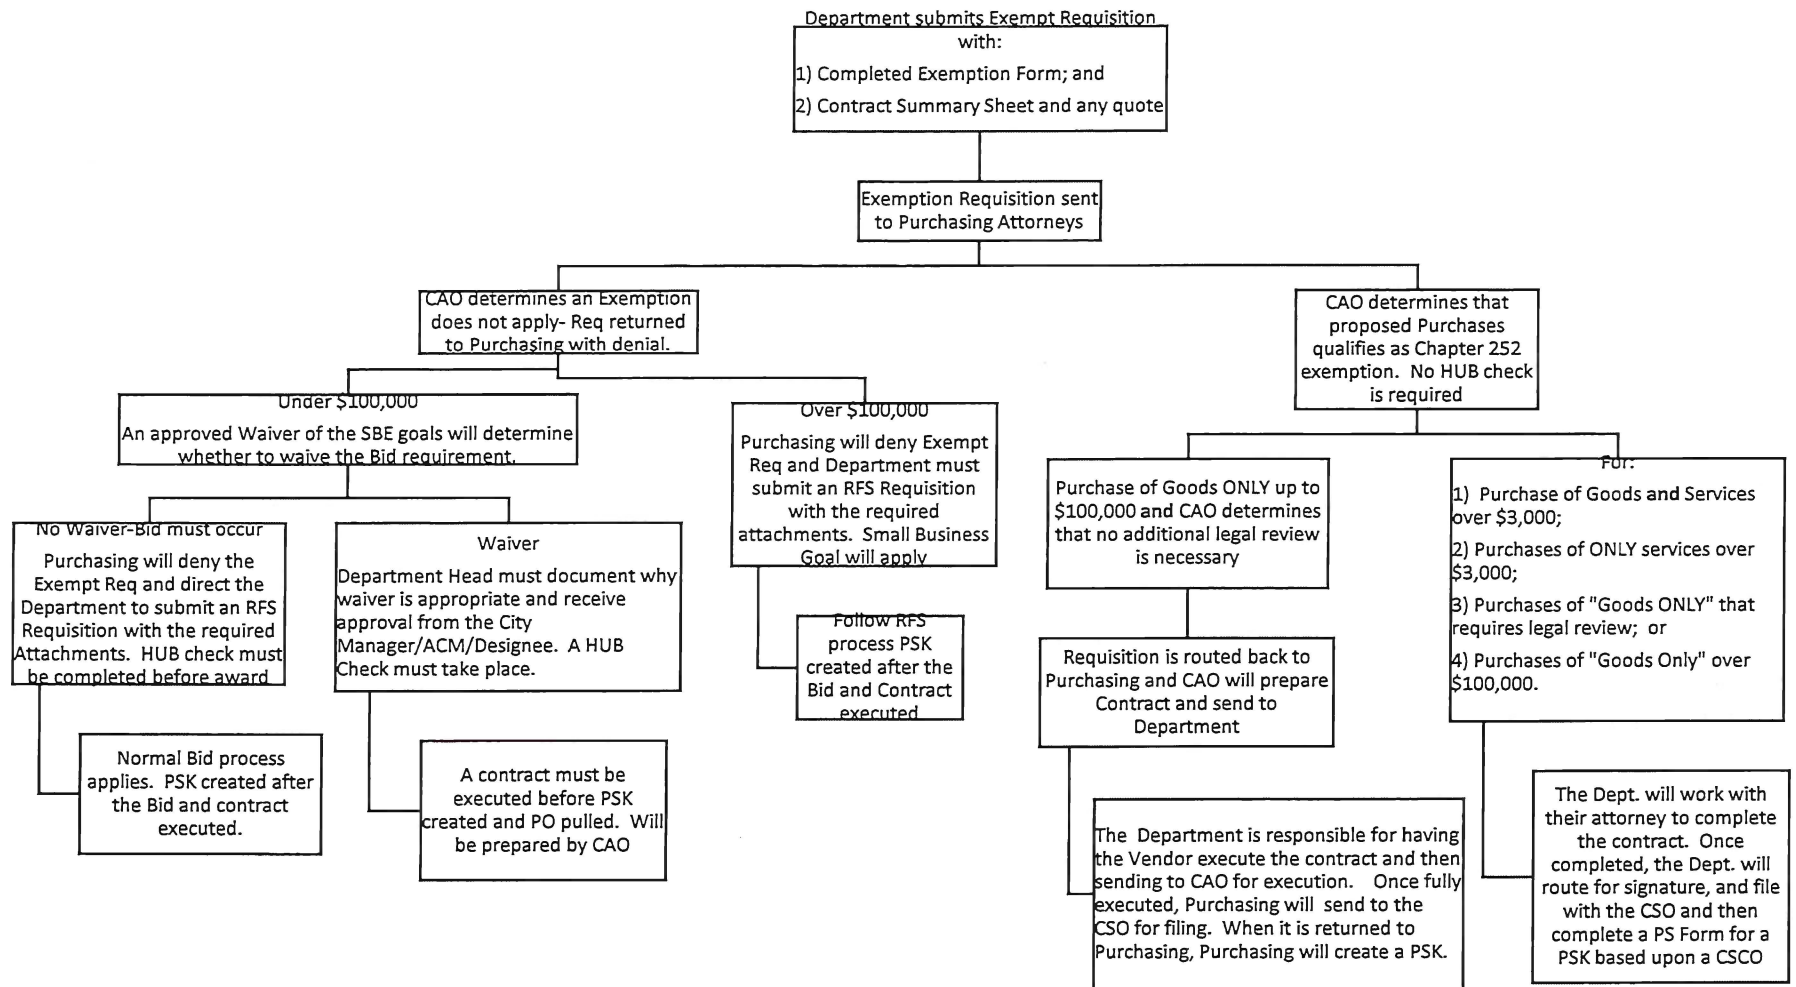 Department submits Exempt Requisition
with:
1) Completed Exemption Form; and
2) Contract Summary Sheet and any quote
Exemption Requisition sent
to Purchasing Attorneys
CAO determines an Exemption
does not apply- Req returned
to Purchasing with denial.
CAO determines that
proposed Purchases
qualifies as Chapter 252
exemption. No HUB check
is required
Under $100,000
An approved Waiver of the SBE goals will determine
whether to waive the Bid requirement.
Over $100,000
Purchasing will deny Exempt
Req and Department must
submit an RFS Requisition
with the required
attachments. Small Business
Goal will apply
Purchase of Goods ONLY up to
$100,000 and CAO determines
that no additional legal review
is necessary
For:
1) Purchase of Goods and Services
over $3,000;
2) Purchases of ONLY services over
$3,000;
3) Purchases of "Goods ONLY" that
requires legal review; or
4) Purchases of "Goods Only" over
$100,000.
No Waiver-Bid must occur
Purchasing will deny the
Exempt Req and direct the
Department to submit an RFS
Requisition with the required
Attachments. HUB check must
be completed before award
Waiver
Department Head must document why
waiver is appropriate and receive
approval from the City
Manager/ACM/Designee. A HUB
Check must take place.
Follow RFS
process PSK
created after the
Bid and Contract
executed
Requisition is routed back to
Purchasing and CAO will prepare
Contract and send to
Department
Normal Bid process
applies. PSK created after
the Bid and contract
executed.
A contract must be
executed before PSK
created and PO pulled. Will
be prepared by CAO
The Department is responsible for having
the Vendor execute the contract and then
sending to CAO for execution. Once fully
executed, Purchasing will send to the
CSO for filing. When it is returned to
Purchasing, Purchasing will create a PSK.
The Dept. will work with
their attorney to complete
the contract. Once
completed, the Dept. will
route for signature, and file
with the CSO and then
complete a PS Form for a
PSK based upon a CSCO